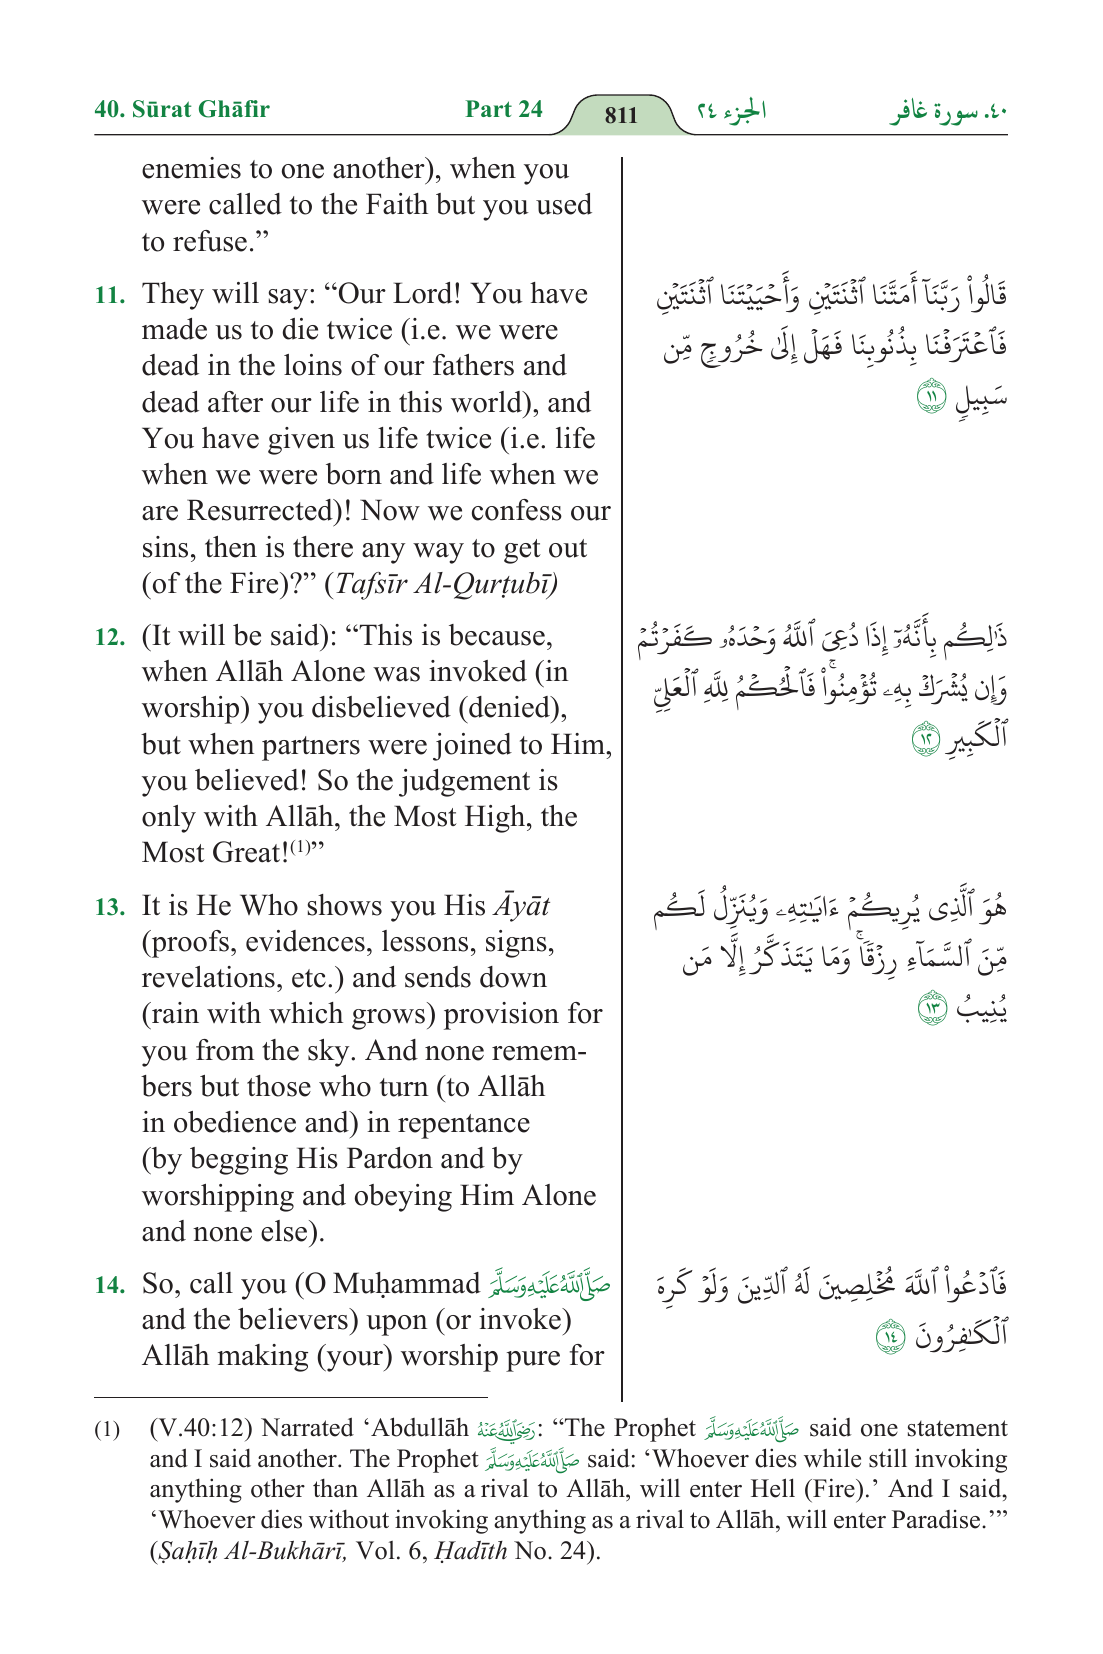 40. Sūrat Ghāfir Part 24 811 الجزء ٢٤ ٤٠. سورة غافر
enemies to one another), when you
were called to the Faith but you used
to refuse.”
11. They will say: “Our Lord! You have
made us to die twice (i.e. we were
dead in the loins of our fathers and
dead after our life in this world), and
You have given us life twice (i.e. life
when we were born and life when we
are Resurrected)! Now we confess our
sins, then is there any way to get out
(of the Fire)?” (Tafsīr Al-Qurṭubī)
قَالُوا۟ رَبَّنَآ أَمَتَّنَا ٱثْنَتَيْنِ وَأَحْيَيْتَنَا ٱثْنَتَيْنِ
فَٱعْتَرَفْنَا بِذُنُوبِنَا فَهَلْ إِلَىٰ خُرُوجٍ مِّن
سَبِيلٍ ١١
12. (It will be said): “This is because,
when Allāh Alone was invoked (in
worship) you disbelieved (denied),
but when partners were joined to Him,
you believed! So the judgement is
only with Allāh, the Most High, the
Most Great!(1)”
ذَٰلِكُم بِأَنَّهُۥٓ إِذَا دُعِىَ ٱللَّهُ وَحْدَهُۥ كَفَرْتُمْ
وَإِن يُشْرَكْ بِهِۦ تُؤْمِنُوا۟ۚ فَٱلْحُكْمُ لِلَّهِ ٱلْعَلِىِّ
ٱلْكَبِيرِ ١٢
13. It is He Who shows you His Āyāt
(proofs, evidences, lessons, signs,
revelations, etc.) and sends down
(rain with which grows) provision for
you from the sky. And none remem-
bers but those who turn (to Allāh
in obedience and) in repentance
(by begging His Pardon and by
worshipping and obeying Him Alone
and none else).
هُوَ ٱلَّذِى يُرِيكُمْ ءَايَـٰتِهِۦ وَيُنَزِّلُ لَكُم
مِّنَ ٱلسَّمَآءِ رِزْقًاۚ وَمَا يَتَذَكَّرُ إِلَّا مَن
يُنِيبُ ١٣
14. So, call you (O Muḥammad صَلَّى ٱللَّهُ عَلَيْهِ وَسَلَّمَ
and the believers) upon (or invoke)
Allāh making (your) worship pure for
فَٱدْعُوا۟ ٱللَّهَ مُخْلِصِينَ لَهُ ٱلدِّينَ وَلَوْ كَرِهَ
ٱلْكَـٰفِرُونَ ١٤
(1) (V.40:12) Narrated ‘Abdullāh رَضِيَ ٱللَّهُ عَنْهُ: “The Prophet صَلَّى ٱللَّهُ عَلَيْهِ وَسَلَّمَ said one statement
and I said another. The Prophet صَلَّى ٱللَّهُ عَلَيْهِ وَسَلَّمَ said: ‘Whoever dies while still invoking
anything other than Allāh as a rival to Allāh, will enter Hell (Fire).’ And I said,
‘Whoever dies without invoking anything as a rival to Allāh, will enter Paradise.’”
(Ṣaḥīḥ Al-Bukhārī, Vol. 6, Ḥadīth No. 24).